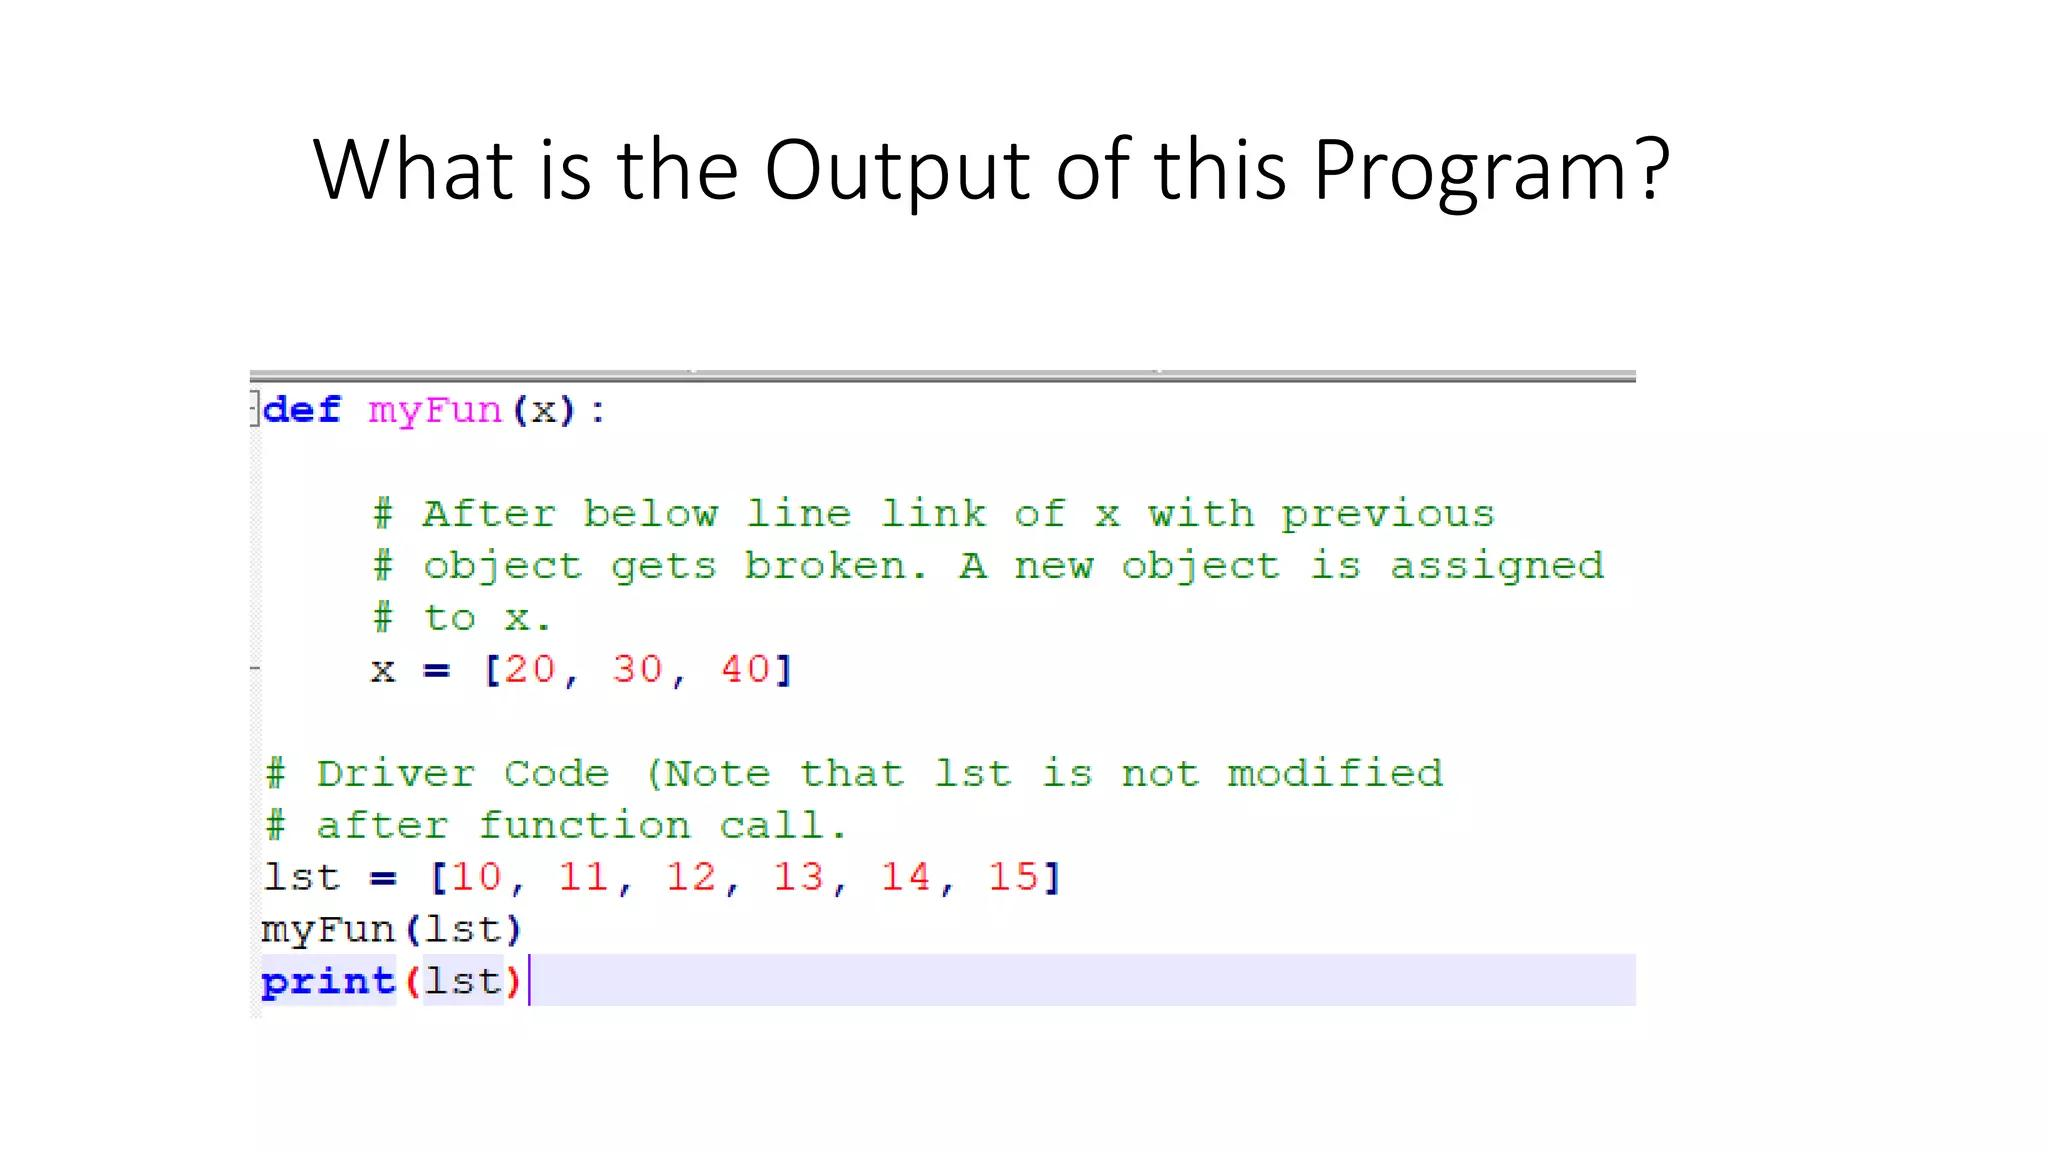 What is the Output of this Program?
def myFun(x):
# After below line link of x with previous
# object gets broken. A new object is assigned
# to x.
x = [20, 30, 40]
# Driver Code (Note that lst is not modified
# after function call.
lst = [10, 11, 12, 13, 14, 15]
myFun(lst)
print(lst)